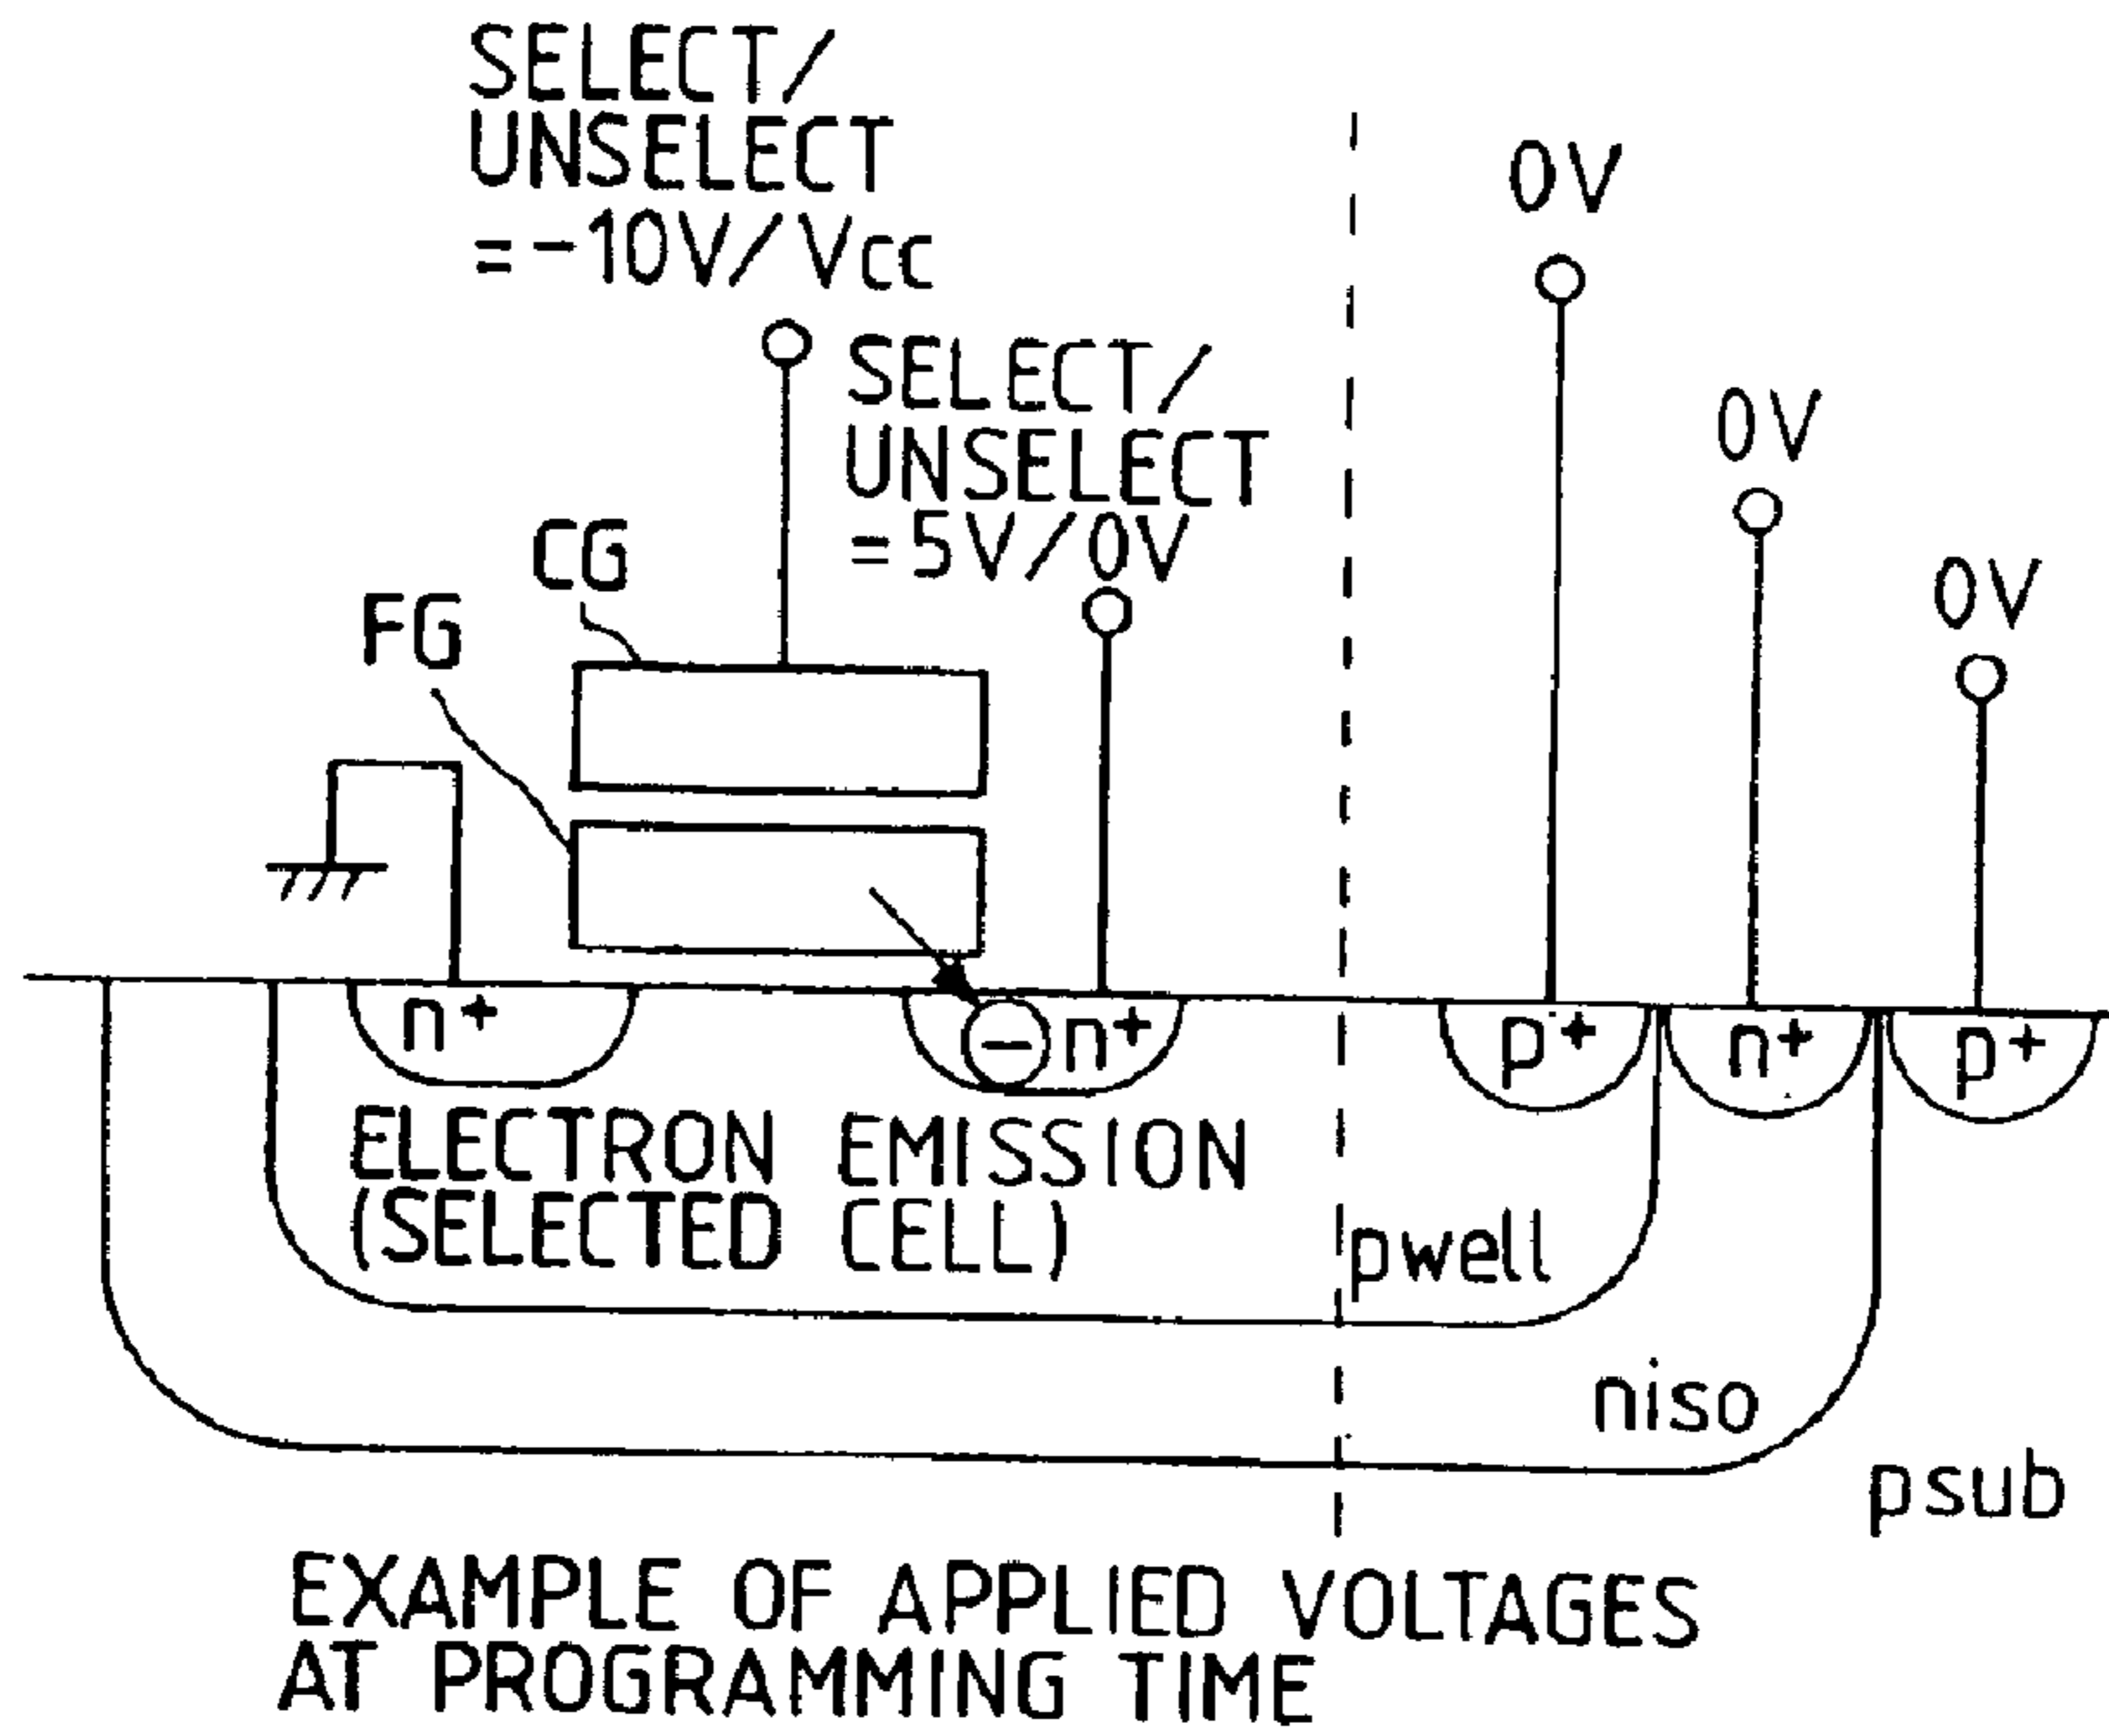 SELECT/
UNSELECT
=-10V/Vcc
SELECT/
UNSELECT
=5V/0V
0V
0V
0V
CG
FG
n+
n+
p+
n+
p+
ELECTRON EMISSION
(SELECTED CELL)
pwell
niso
psub
EXAMPLE OF APPLIED VOLTAGES
AT PROGRAMMING TIME